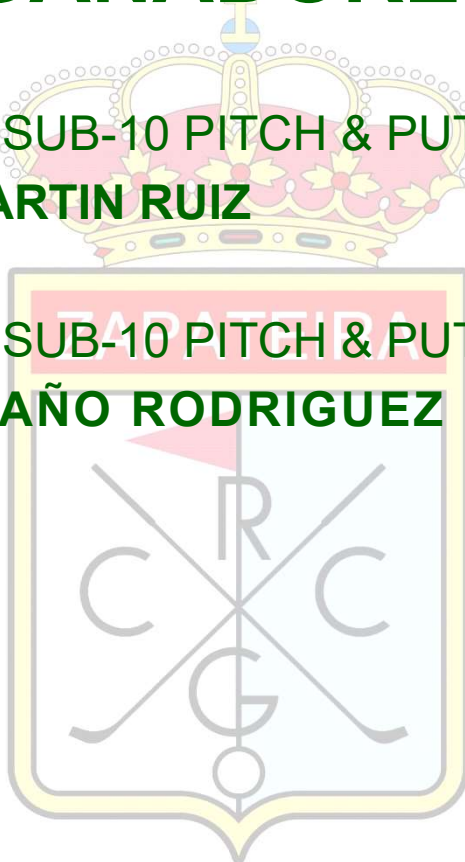 SUB-10 PITCH & PUT
ARTIN RUIZ
ZAPATEIRA
SUB-10 PITCH & PUT
AÑO RODRIGUEZ
R
C C
G